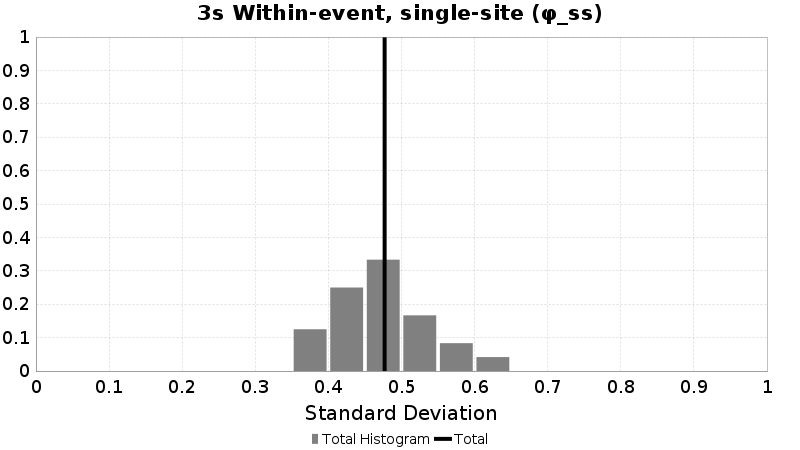 3s Within-event, single-site (φ_ss)
1
0.9
0.8
0.7
0.6
0.5
0.4
0.3
0.2
0.1
0
0 0.1 0.2 0.3 0.4 0.5 0.6 0.7 0.8 0.9 1
Standard Deviation
Total Histogram Total